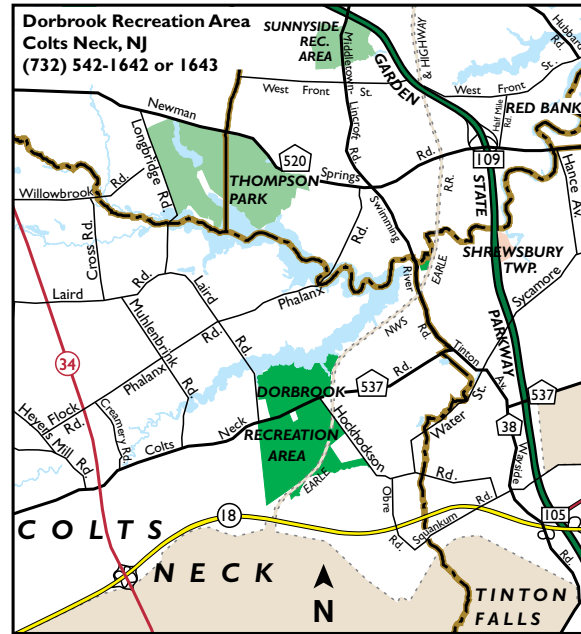 Dorbrook Recreation Area
Colts Neck, NJ
(732) 542-1642 or 1643
SUNNYSIDE
REC.
AREA
Middletown-
Lincroft
Rd.
GARDEN
STATE
PARKWAY
& HIGHWAY
Hubbard
Rd.
West Front St.
West Front St.
Half Mile
Rd.
RED BANK
Newman
Springs
Rd.
520
109
Longbridge
Rd.
THOMPSON
PARK
Willowbrook Rd.
Cross Rd.
Swimming
River
Rd.
RR.
EARLE
NWS
Hance Av.
SHREWSBURY
TWP.
Sycamore
Laird Rd.
Laird
Rd.
Phalanx
Rd.
Phalanx
Rd.
Muhlenbrink
Rd.
34
Tinton
Av.
537
537
DORBROOK
RECREATION
AREA
Rd.
Neck
Colts
Flock
Rd.
Heyers Mill Rd.
Creamery Rd.
Hockhockson
Rd.
Water
St.
38
Wayside
Rd.
EARLE
Obre
Rd.
Squankum
Rd.
18
105
COLTS
NECK
N
TINTON
FALLS